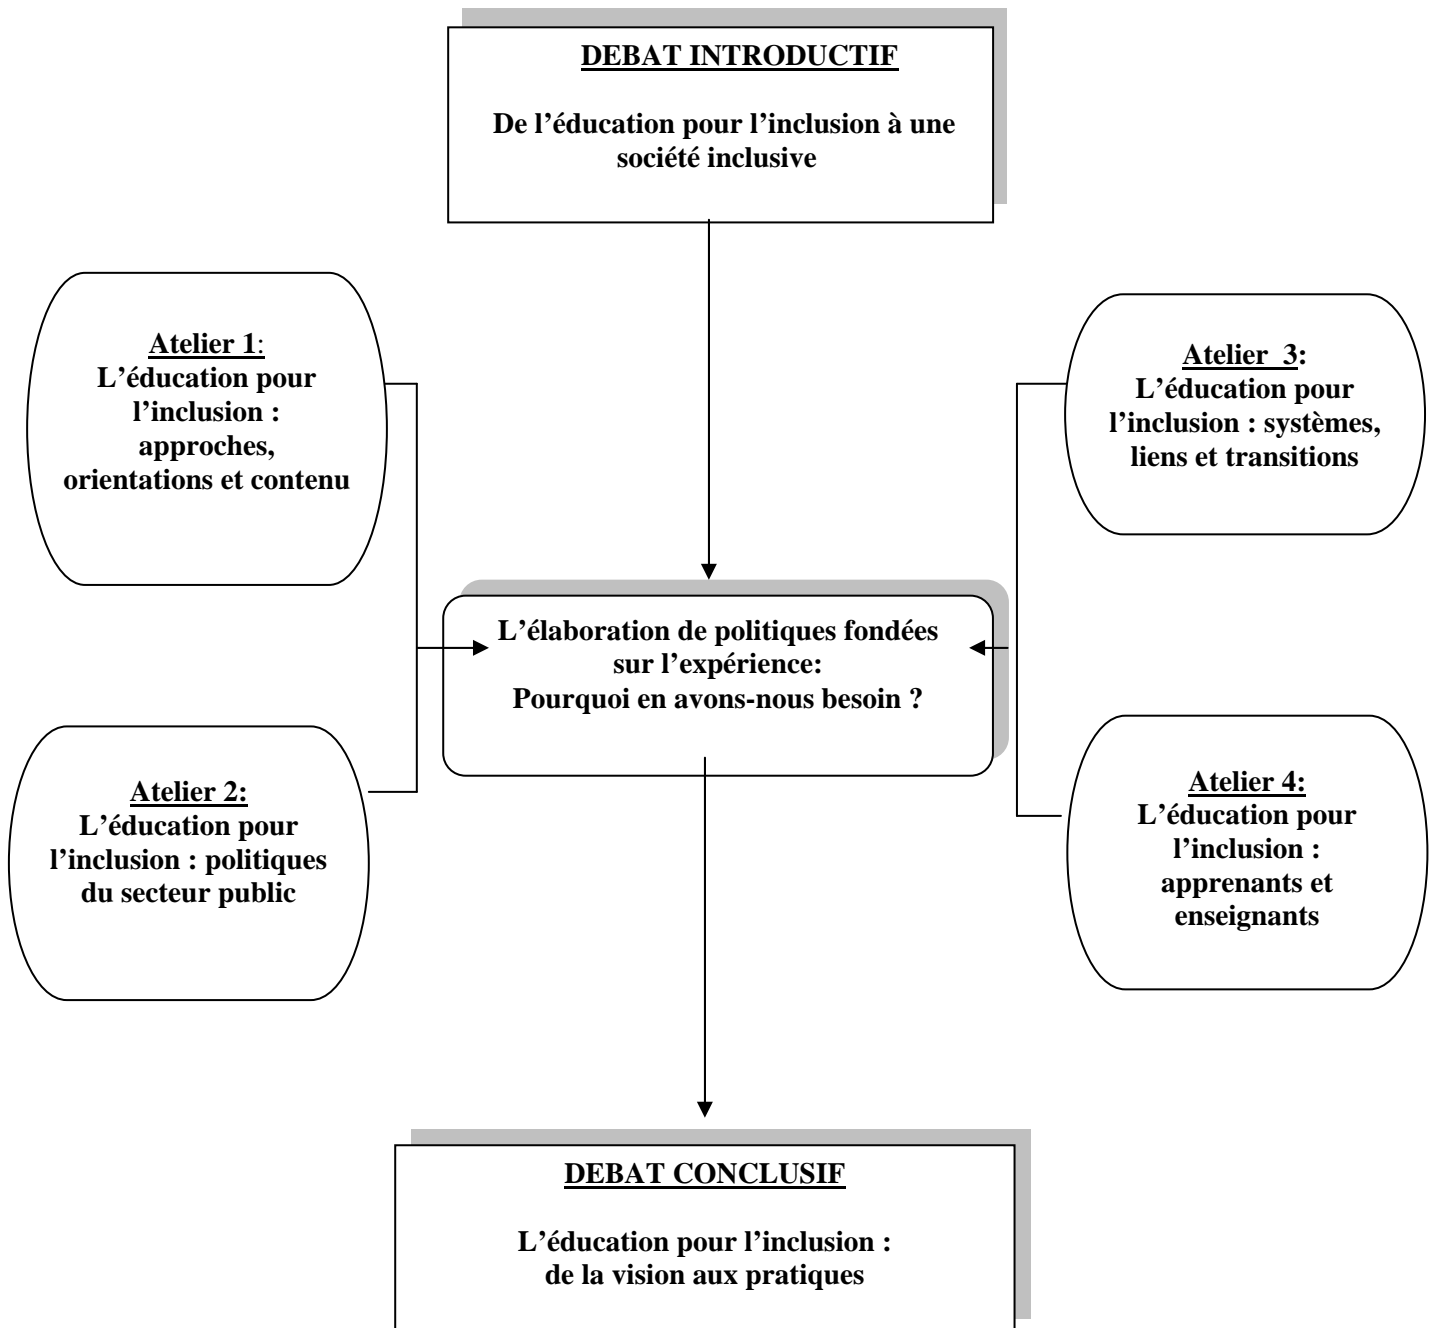 DEBAT INTRODUCTIF
De l’éducation pour l’inclusion à une
société inclusive
Atelier 1:
L’éducation pour
l’inclusion :
approches,
orientations et contenu
Atelier 3:
L’éducation pour
l’inclusion : systèmes,
liens et transitions
L’élaboration de politiques fondées
sur l’expérience:
Pourquoi en avons-nous besoin ?
Atelier 2:
L’éducation pour
l’inclusion : politiques
du secteur public
Atelier 4:
L’éducation pour
l’inclusion :
apprenants et
enseignants
DEBAT CONCLUSIF
L’éducation pour l’inclusion :
de la vision aux pratiques